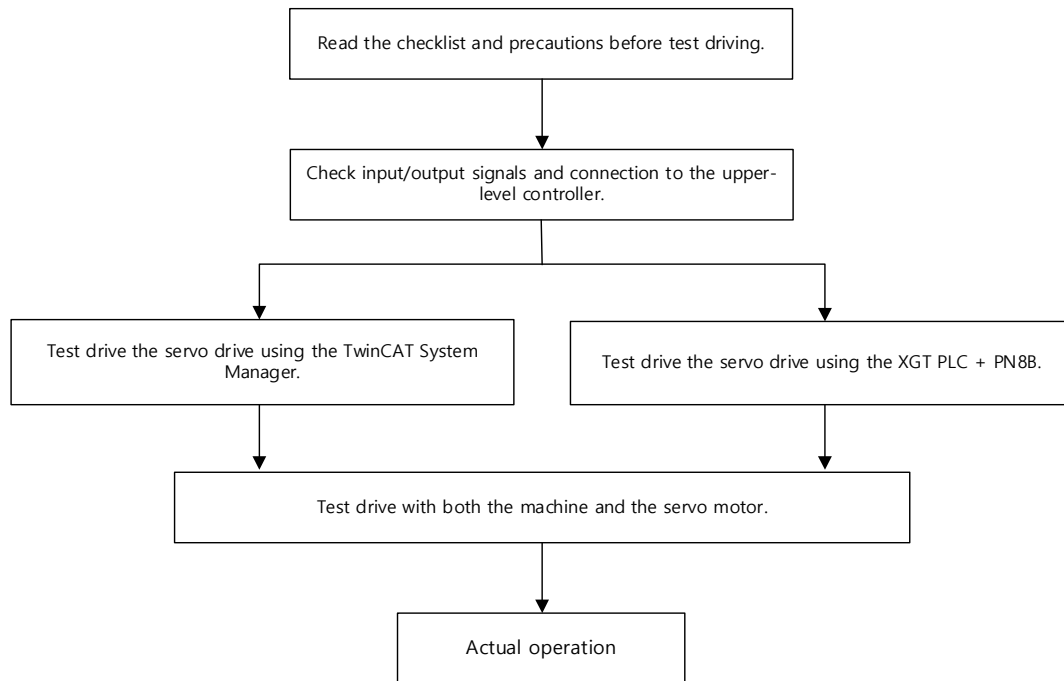 Read the checklist and precautions before test driving.
Check input/output signals and connection to the upper-
level controller.
Test drive the servo drive using the TwinCAT System
Manager.
Test drive the servo drive using the XGT PLC + PN8B.
Test drive with both the machine and the servo motor.
Actual operation